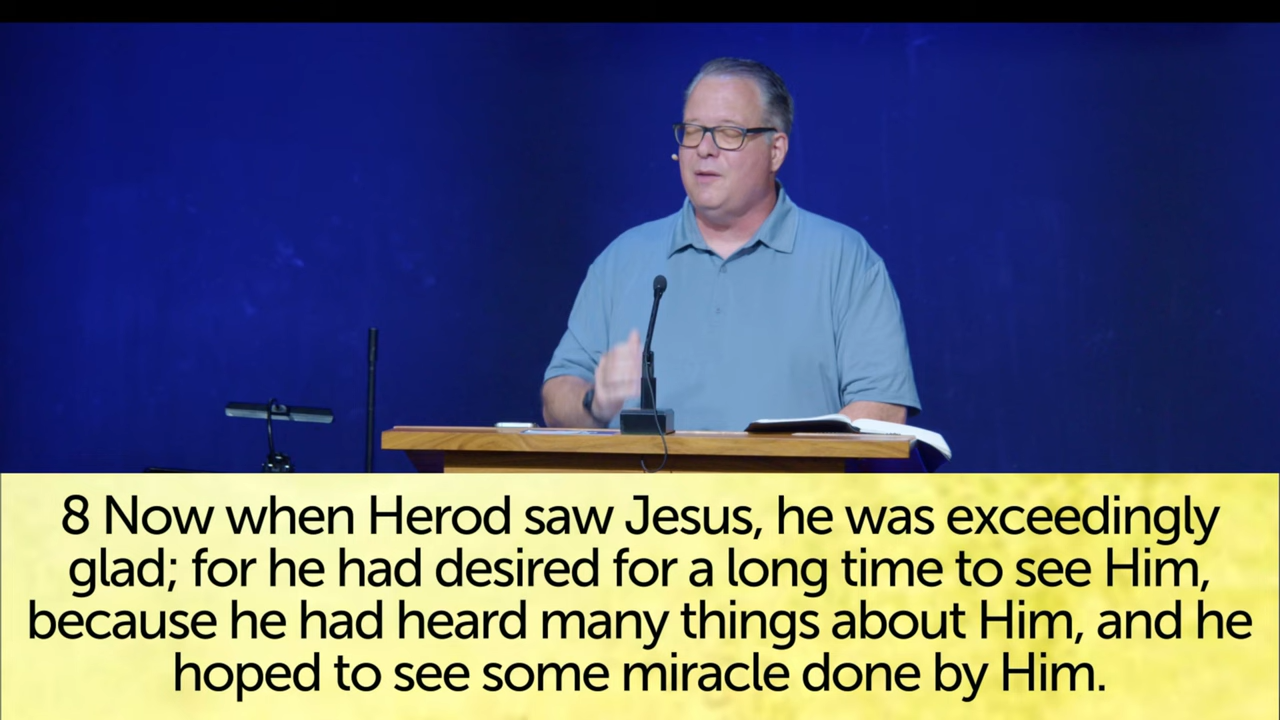 8 Now when Herod saw Jesus, he was exceedingly
glad; for he had desired for a long time to see Him,
because he had heard many things about Him, and he
hoped to see some miracle done by Him.